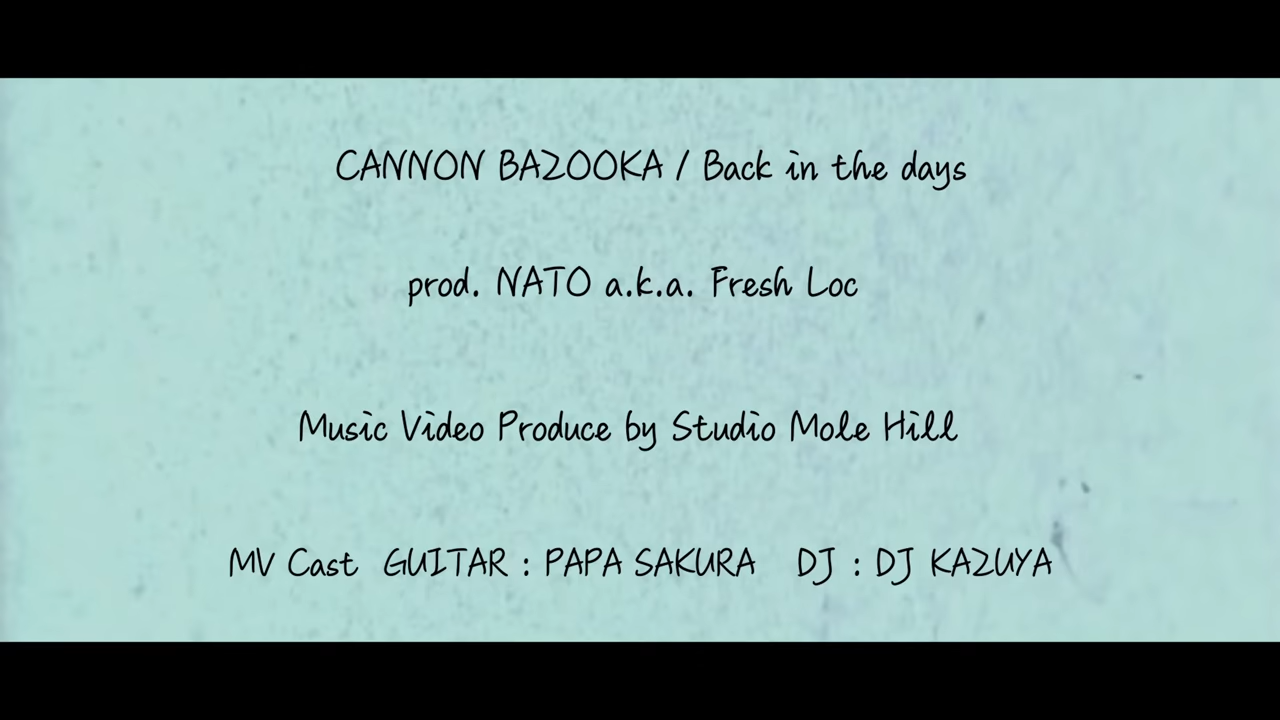 CANNON BAZOOKA / Back in the days
prod. NATO a.k.a. Fresh Loc
Music Video Produce by Studio Mole Hill
MV Cast GUITAR : PAPA SAKURA DJ : DJ KAZUYA